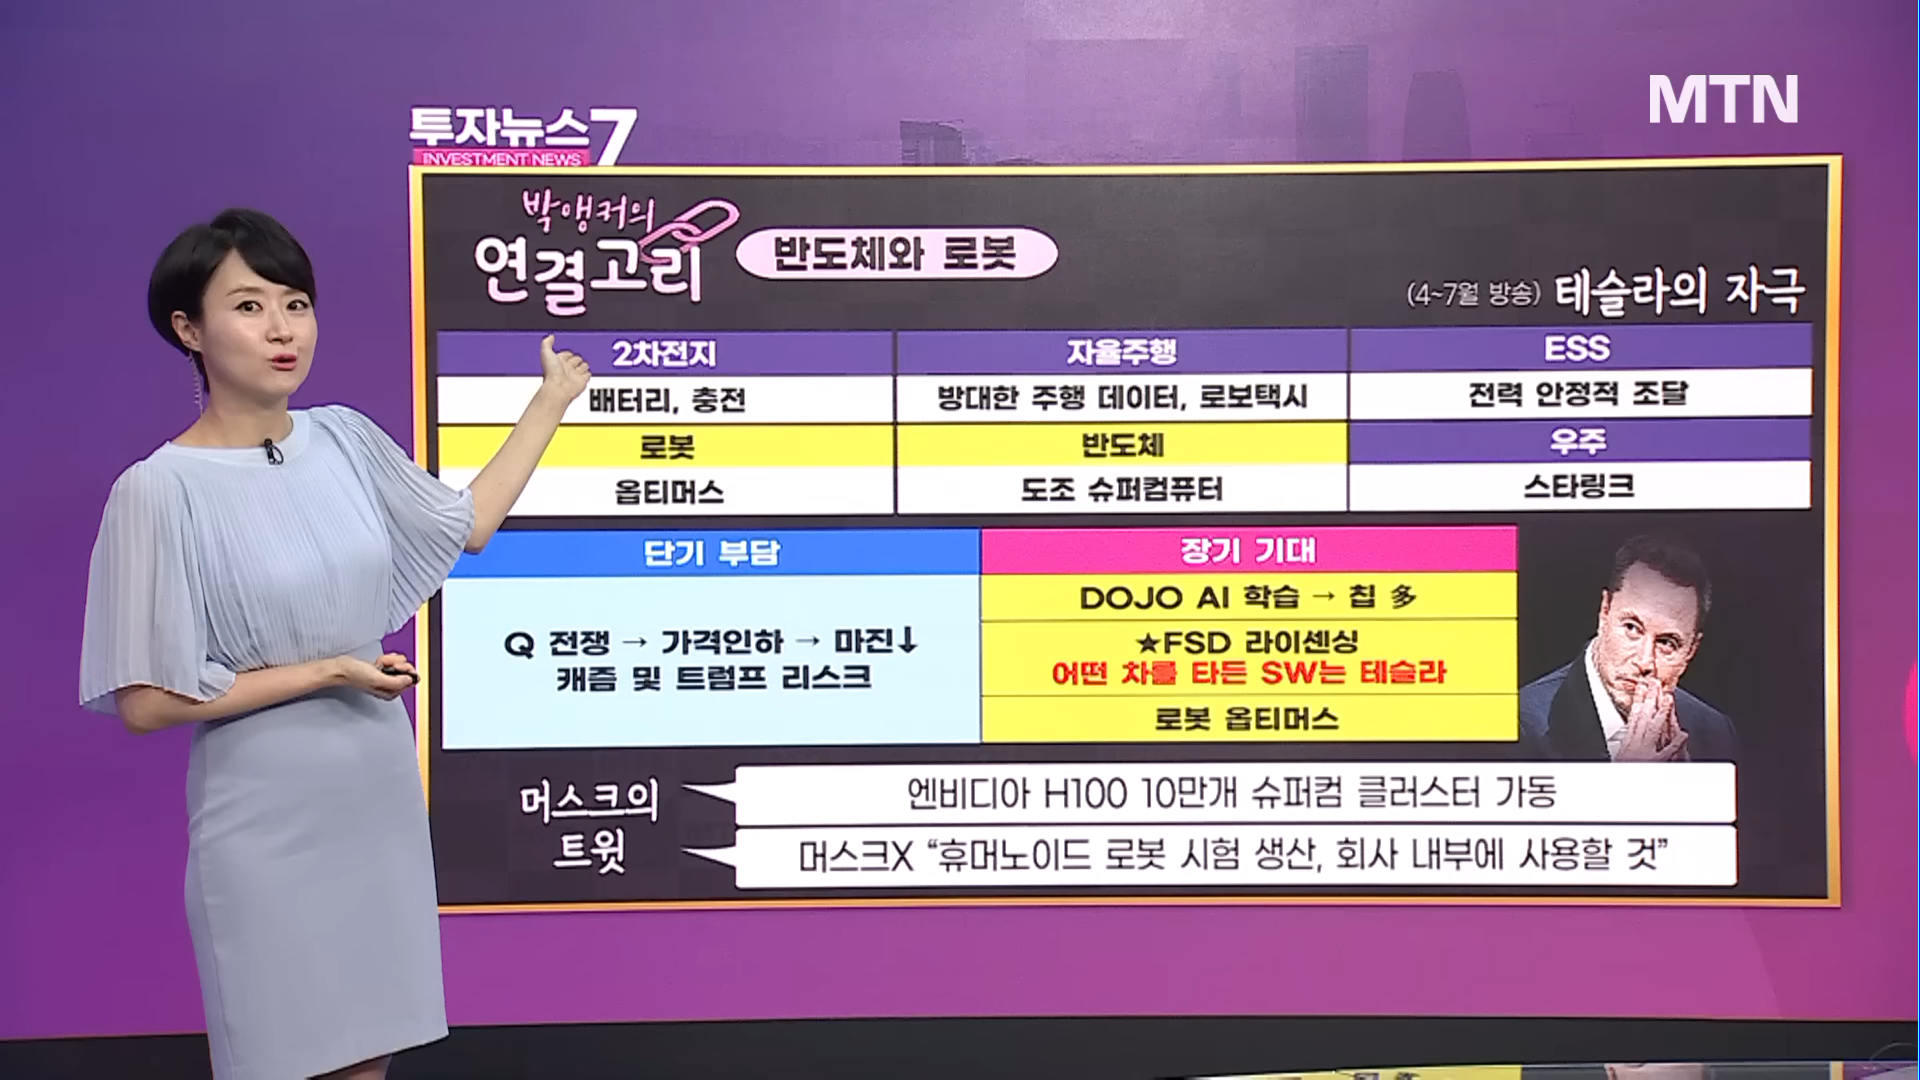 MTN
투자뉴스7
INVESTMENT NEWS
박앵커의
연결고리
반도체와 로봇
(4~7월 방송) 테슬라의 자극
2차전지 자율주행 ESS
배터리, 충전 방대한 주행 데이터, 로보택시 전력 안정적 조달
로봇 반도체 우주
옵티머스 도조 슈퍼컴퓨터 스타링크
단기 부담 장기 기대
Q 전쟁 → 가격인하 → 마진↓
캐즘 및 트럼프 리스크
DOJO AI 학습 → 칩 多
★FSD 라이센싱
어떤 차를 타든 SW는 테슬라
로봇 옵티머스
머스크의
트윗
엔비디아 H100 10만개 슈퍼컴 클러스터 가동
머스크X “휴머노이드 로봇 시험 생산, 회사 내부에 사용할 것”